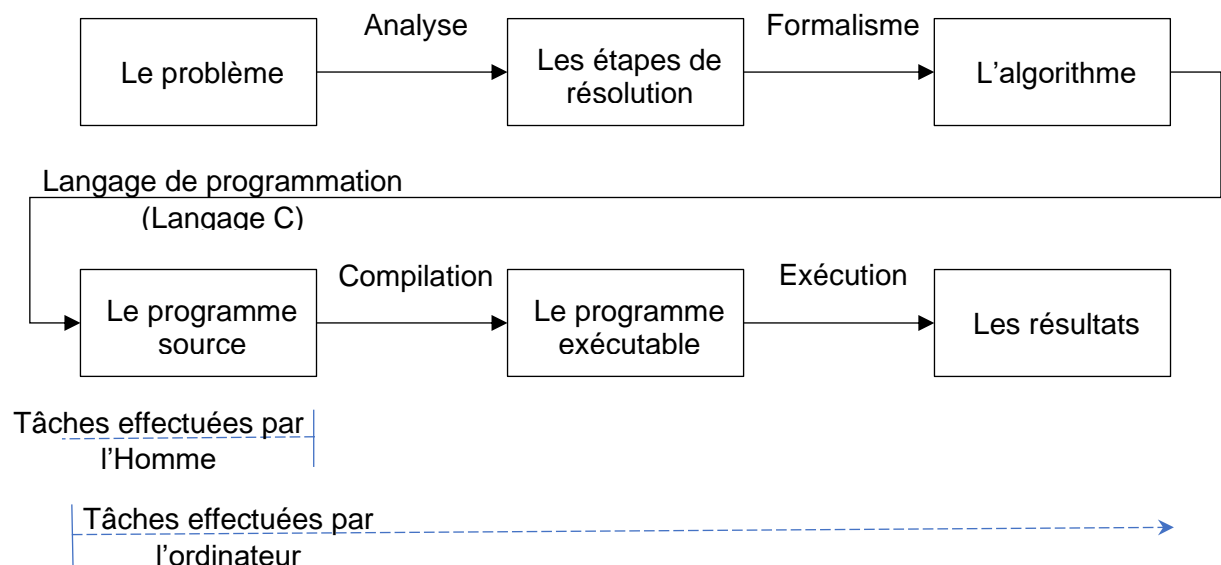 Analyse
Formalisme
Le problème
Les étapes de
résolution
L’algorithme
Langage de programmation
(Langage C)
Compilation
Exécution
Le programme
source
Le programme
exécutable
Les résultats
Tâches effectuées par
l’Homme
Tâches effectuées par
l’ordinateur